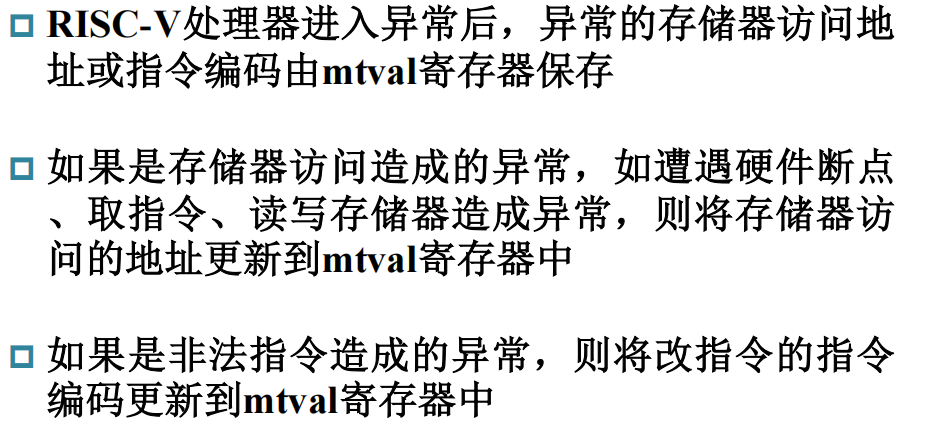 RISC-V处理器进入异常后，异常的存储器访问地
址或指令编码由mtval寄存器保存
如果是存储器访问造成的异常，如遭遇硬件断点
、取指令、读写存储器造成异常，则将存储器访
问的地址更新到mtval寄存器中
如果是非法指令造成的异常，则将改指令的指令
编码更新到mtval寄存器中